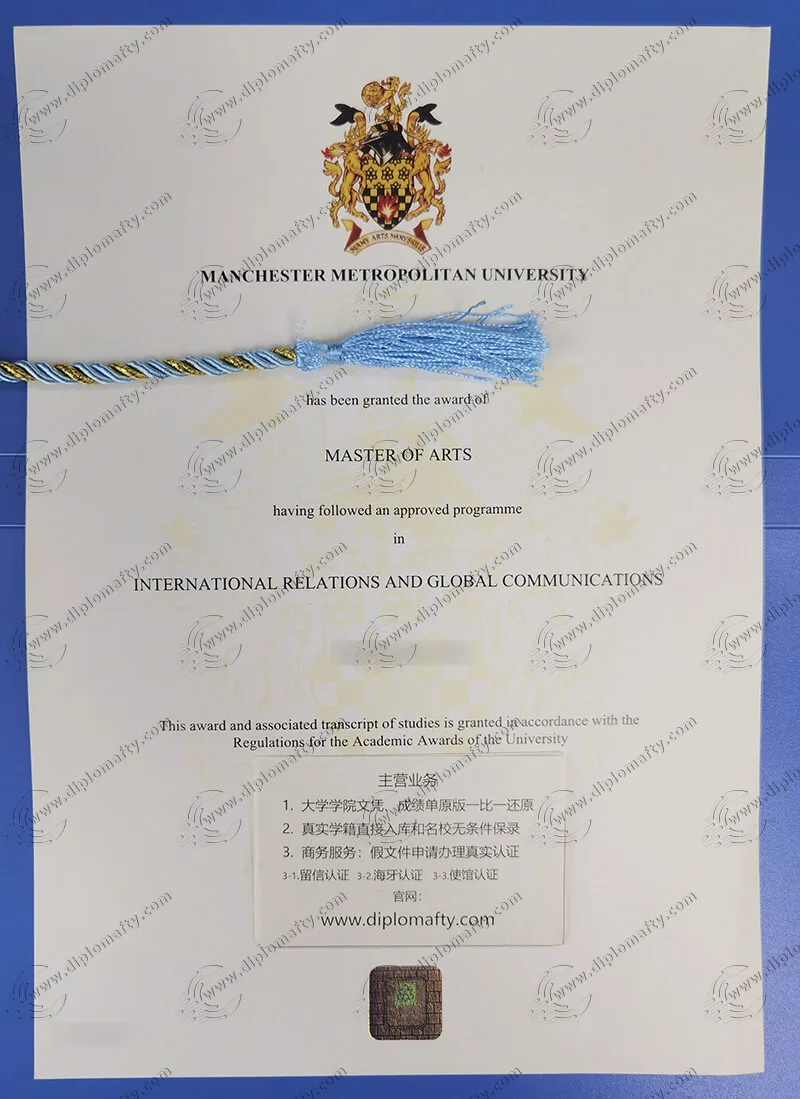 MANY ARTS MANY SKILLS
MANCHESTER METROPOLITAN UNIVERSITY
has been granted the award of
MASTER OF ARTS
having followed an approved programme
in
INTERNATIONAL RELATIONS AND GLOBAL COMMUNICATIONS
This award and associated transcript of studies is granted in accordance with the
Regulations for the Academic Awards of the University
主营业务
1. 大学学院文凭、成绩单原版一比一还原
2. 真实学籍直接入库和名校无条件保录
3. 商务服务：假文件申请办理真实认证
3-1.留信认证 3-2.海牙认证 3-3.使馆认证
官网：
www.diplomafty.com
www.diplomafty.com